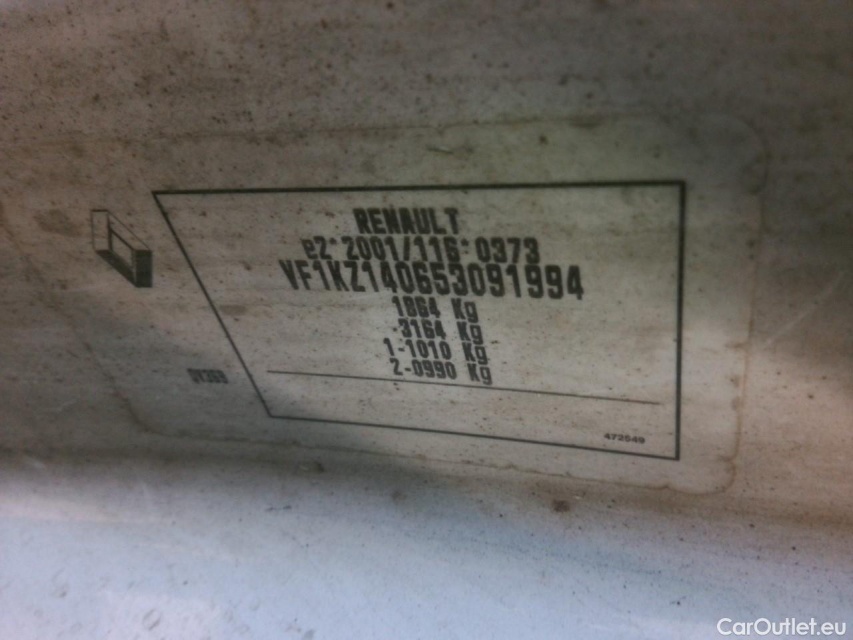 RENAULT
e2*2001/116*0373
VF1KZ140653091994
1864 Kg
3164 Kg
1-1010 Kg
2-0990 Kg
OV369
472549
CarOutlet.eu